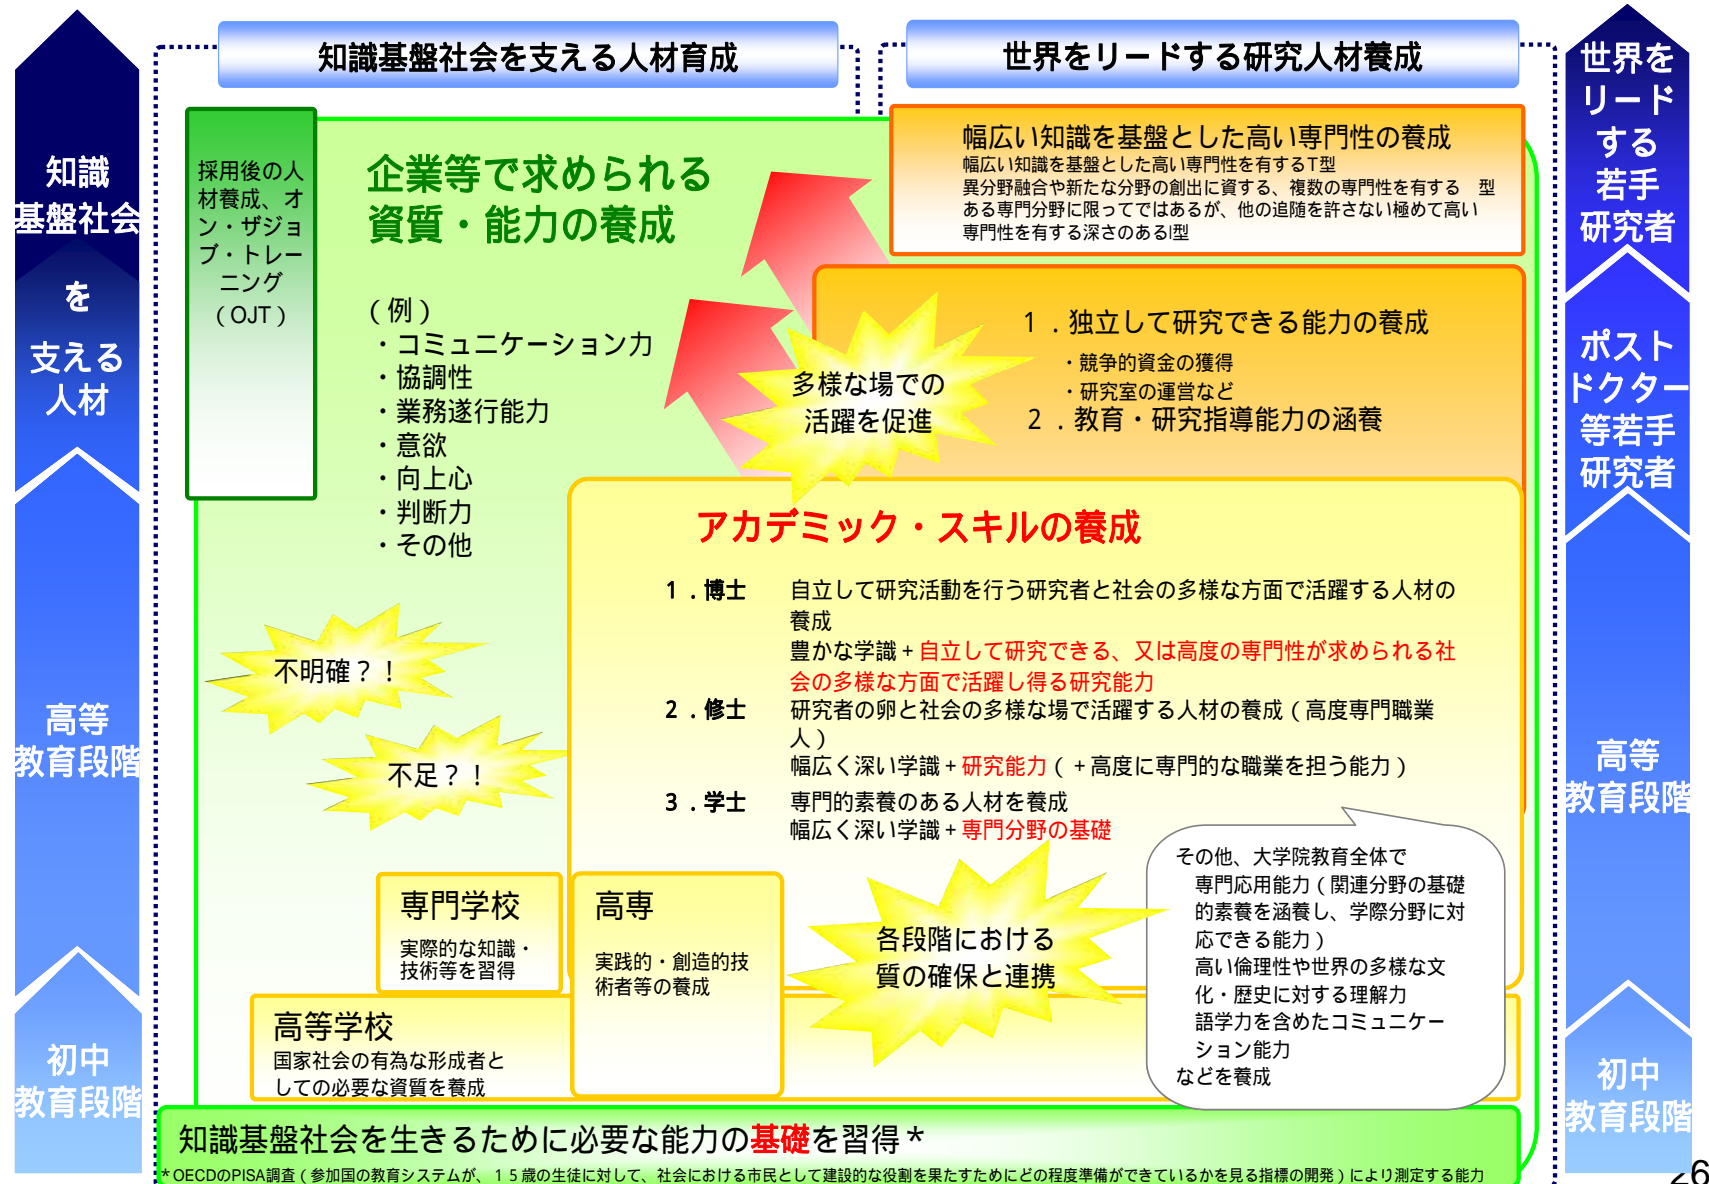 知識基盤社会を支える人材育成
世界をリードする研究人材養成
知識
基盤社会
を
支える
人材
高等
教育段階
初中
教育段階
採用後の人
材養成、オ
ン・ザジョ
ブ・トレー
ニング
（OJT）
企業等で求められる
資質・能力の養成
（例）
・コミュニケーション力
・協調性
・業務遂行能力
・意欲
・向上心
・判断力
・その他
幅広い知識を基盤とした高い専門性の養成
幅広い知識を基盤とした高い専門性を有するT型
異分野融合や新たな分野の創出に資する、複数の専門性を有する　型
ある専門分野に限ってではあるが、他の追随を許さない極めて高い
専門性を有する深さのあるI型
1．独立して研究できる能力の養成
・競争的資金の獲得
・研究室の運営など
2．教育・研究指導能力の涵養
多様な場での
活躍を促進
アカデミック・スキルの養成
1．博士　自立して研究活動を行う研究者と社会の多様な方面で活躍する人材の
養成
豊かな学識+自立して研究できる、又は高度の専門性が求められる社
会の多様な方面で活躍し得る研究能力
2．修士　研究者の卵と社会の多様な場で活躍する人材の養成（高度専門職業
人）
幅広く深い学識+研究能力（+高度に専門的な職業を担う能力）
3．学士　専門的素養のある人材を養成
幅広く深い学識+専門分野の基礎
不明確？！
不足？！
専門学校
実際的な知識・
技術等を習得
高専
実践的・創造的技
術者等の養成
各段階における
質の確保と連携
その他、大学院教育全体で
専門応用能力（関連分野の基礎
的素養を涵養し、学際分野に対
応できる能力）
高い倫理性や世界の多様な文
化・歴史に対する理解力
語学力を含めたコミュニケー
ション能力
などを養成
高等学校
国家社会の有為な形成者と
しての必要な資質を養成
知識基盤社会を生きるために必要な能力の基礎を習得*
*OECDのPISA調査（参加国の教育システムが、15歳の生徒に対して、社会における市民として建設的な役割を果たすためにどの程度準備ができているかを見る指標の開発）により測定する能力
世界を
リード
する
若手
研究者
ポスト
ドクター
等若手
研究者
高等
教育段階
初中
教育段階
26